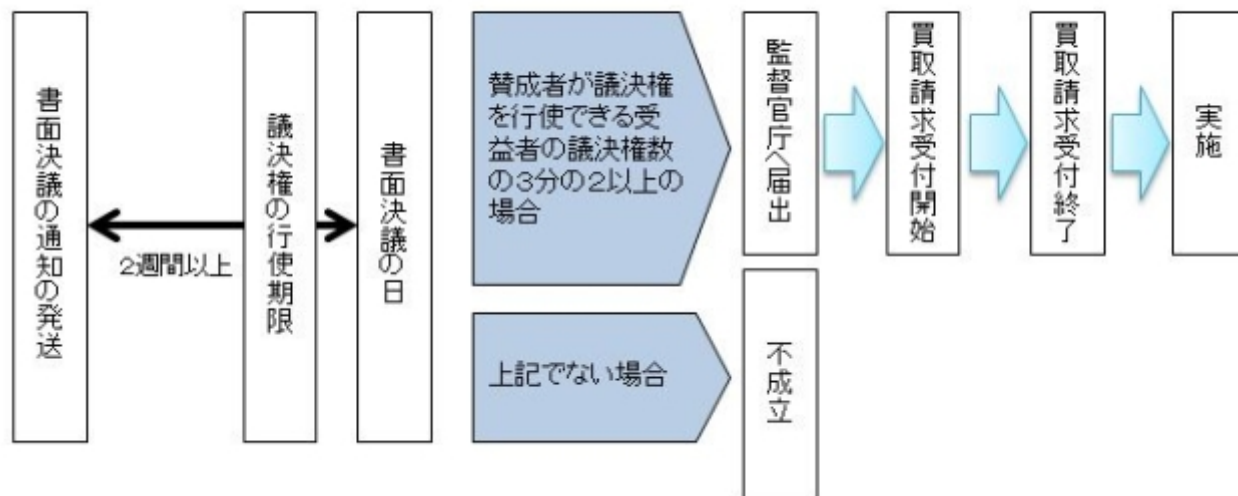 書面決議の通知の発送
2週間以上
議決権の行使期限
書面決議の日
賛成者が議決権
を行使できる受
益者の議決権数
の3分の2以上の
場合
監督官庁へ届出
買取請求受付開始
買取請求受付終了
実施
上記でない場合
不成立